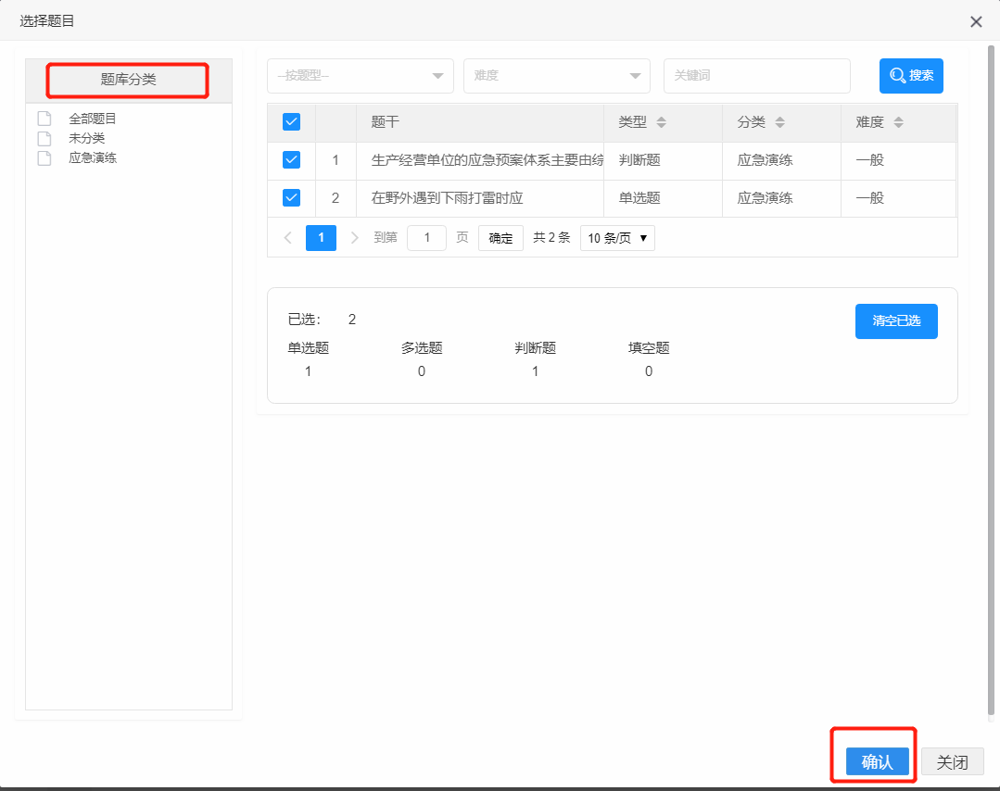 选择题目
题库分类
全部题目
未分类
应急演练
--按题型-- 难度 关键词 搜索
题干 类型 分类 难度
1 生产经营单位的应急预案体系主要由综 判断题 应急演练 一般
2 在野外遇到下雨打雷时应 单选题 应急演练 一般
1 到第 1 页 确定 共 2 条 10 条/页
已选： 2 清空已选
单选题 多选题 判断题 填空题
1 0 1 0
确认 关闭